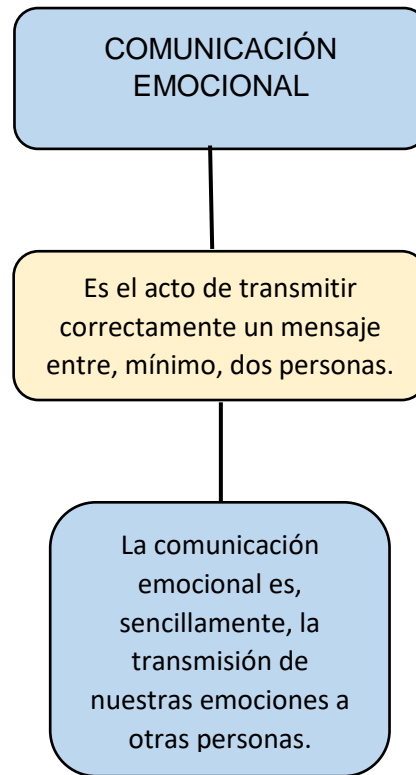 COMUNICACIÓN
EMOCIONAL
Es el acto de transmitir
correctamente un mensaje
entre, mínimo, dos personas.
La comunicación
emocional es,
sencillamente, la
transmisión de
nuestras emociones a
otras personas.